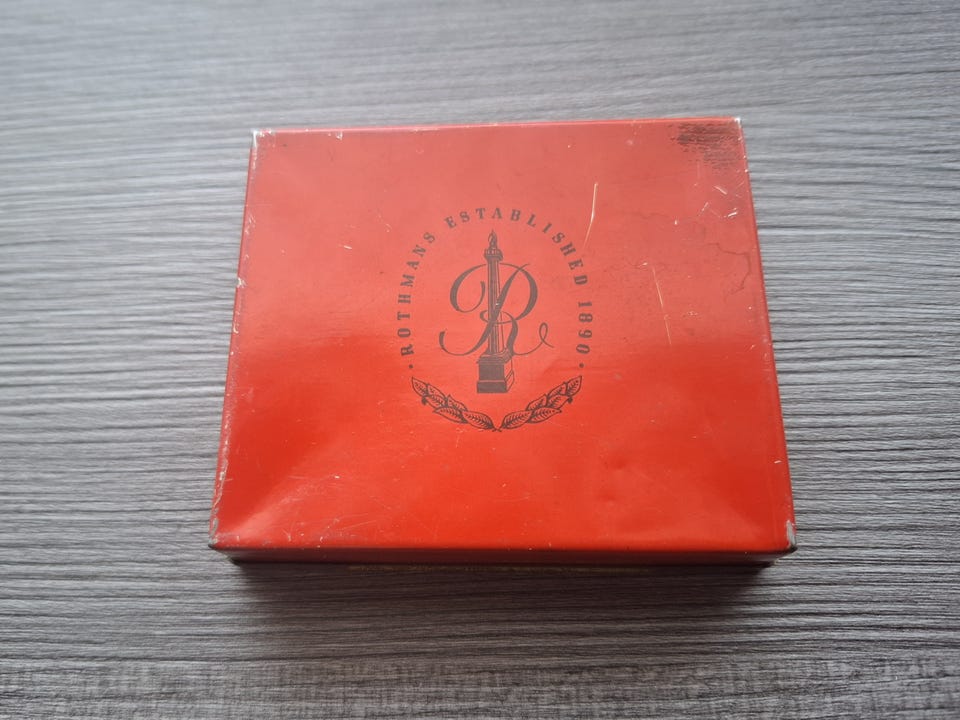 · ROTHMANS ESTABLISHED 1890 ·
R